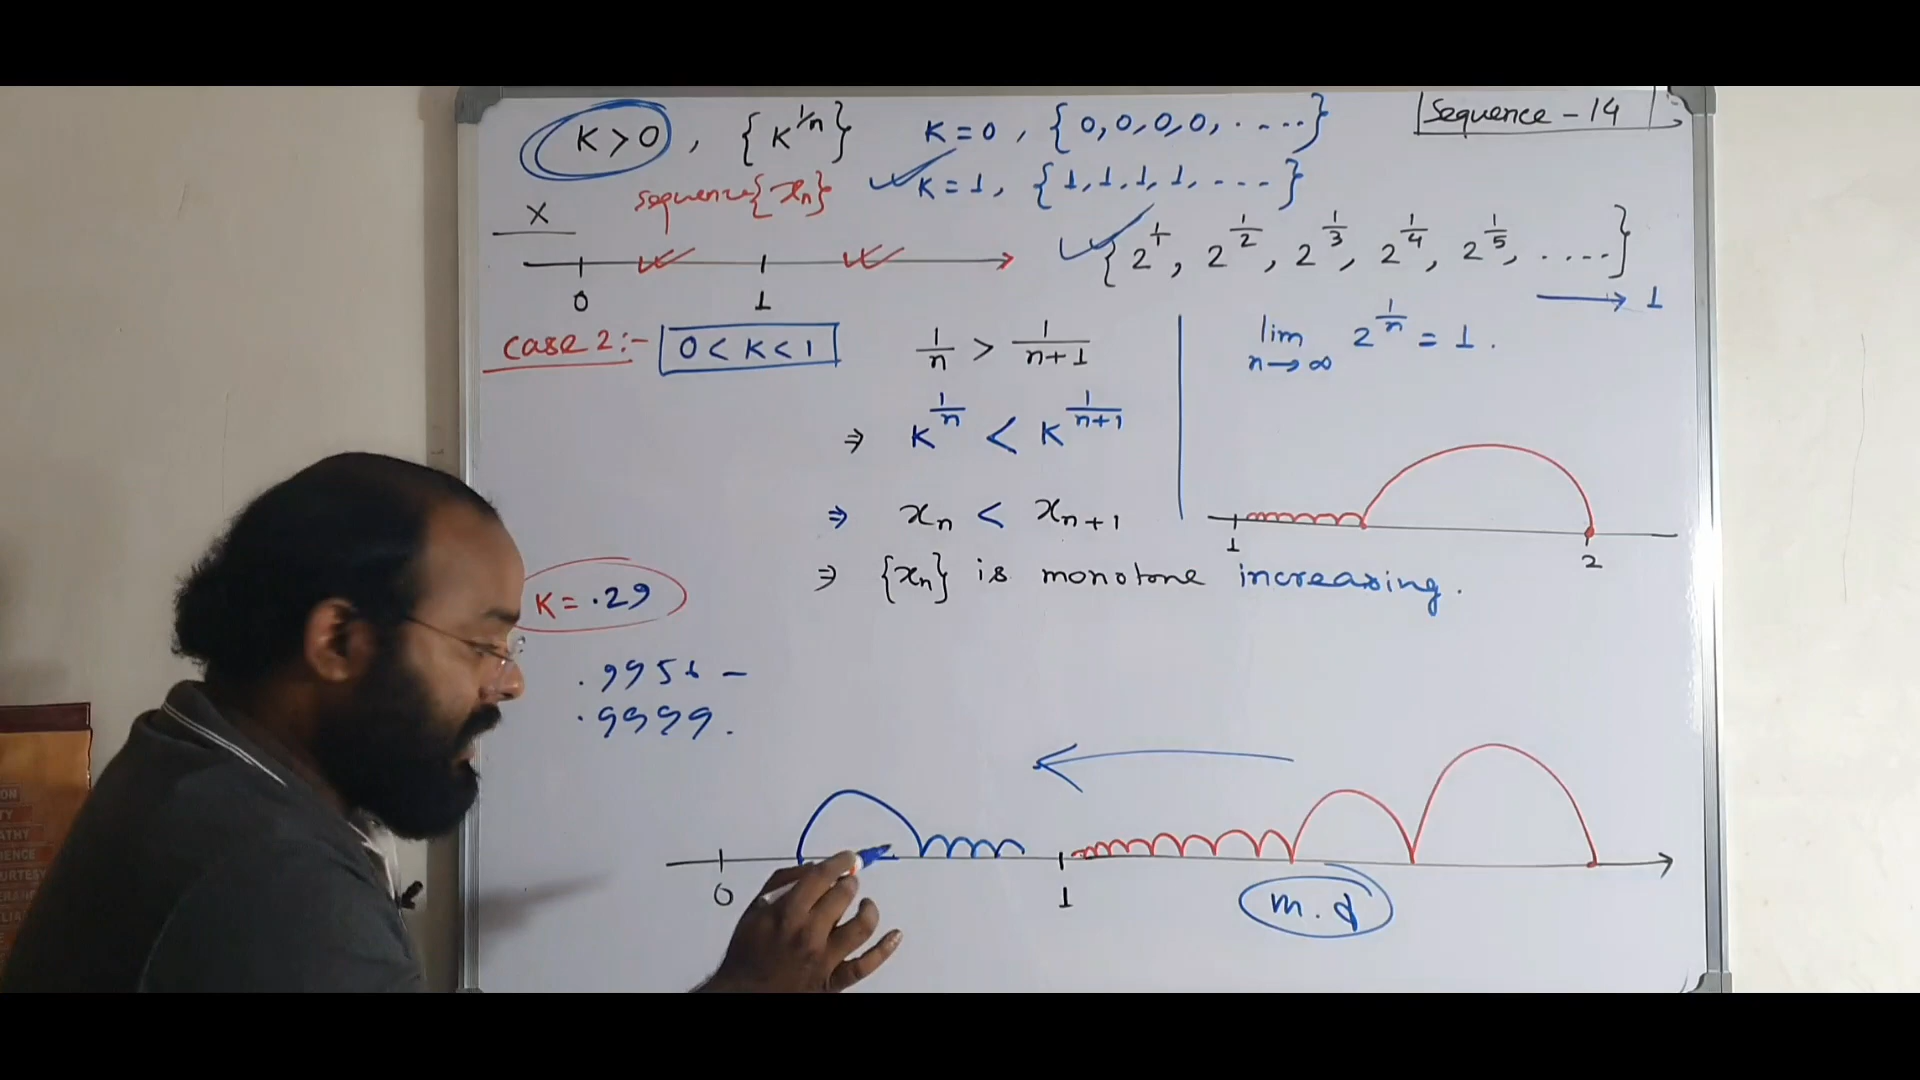 K > 0 , {K^{1/n}} K = 0 , {0, 0, 0, 0, . ....} Sequence - 14
sequence {xₙ} K = 1 , {1, 1, 1, 1, . ...}
X
{2^{1/1}, 2^{1/2}, 2^{1/3}, 2^{1/4}, 2^{1/5}, . ....}
0 1 → 1
Case 2 :- 0 < K < 1 1/n > 1/(n+1) lim n→∞ 2^{1/n} = 1 .
⇒ K^{1/n} < K^{1/(n+1)}
⇒ xₙ < xₙ₊₁
1 2
⇒ {xₙ} is monotone increasing .
K = .29
.9951 -
.9999 .
0 1
m. d